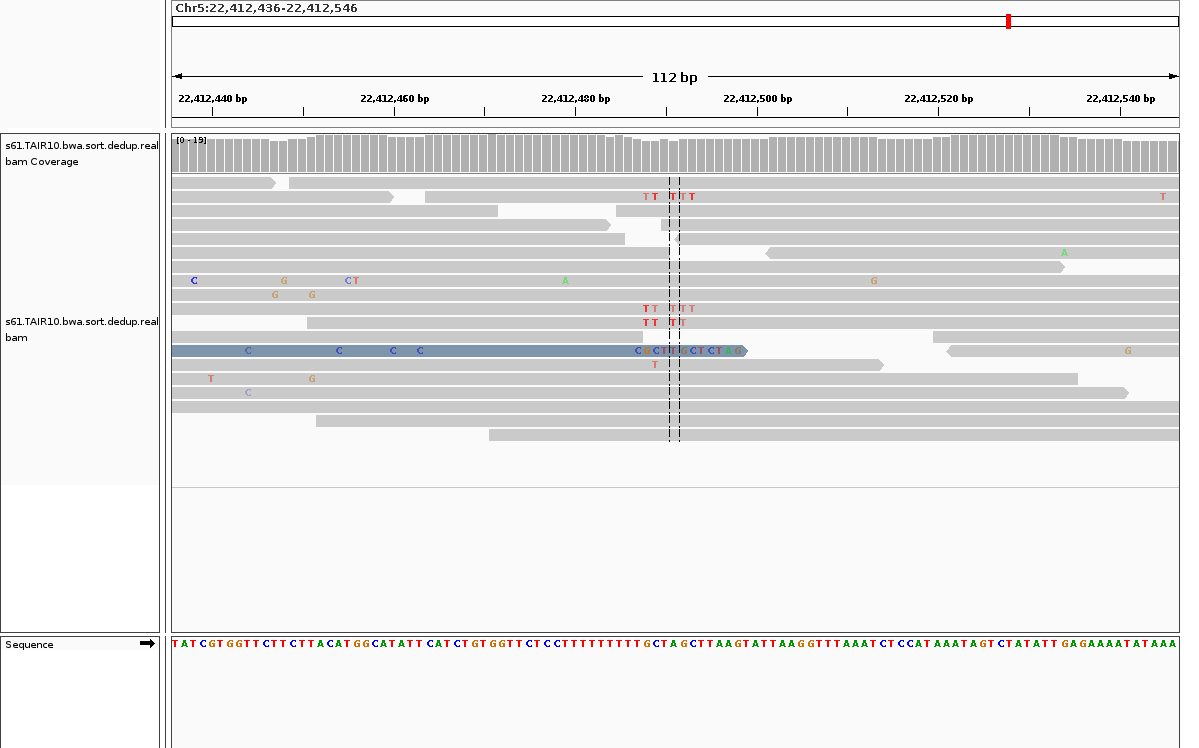 Chr5:22,412,436-22,412,546
112 bp
22,412,440 bp 22,412,460 bp 22,412,480 bp 22,412,500 bp 22,412,520 bp 22,412,540 bp
s61.TAIR10.bwa.sort.dedup.real
bam Coverage
[0 - 19]
T T T T T T
A
C G C T A G
G G
T T T T T
s61.TAIR10.bwa.sort.dedup.real
bam
T T T T
C C C C C G C T T G C T C T A G G
T
T G
C
Sequence
TATCGTGGTTCTTCTTACATGGCATATTCATCTGTGGTTCTCCTTTTTTTTTGCTAGCTTAAGTATTAAGGTTTAAATCTCCATAAATAGTCTATATTGAGAAAATATAAA